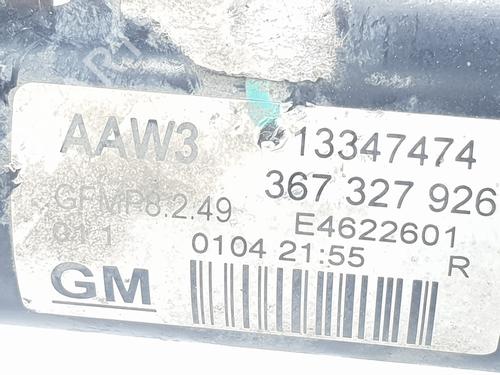 AAW3 13347474
367 327 926
GFMP8.2.49 E4622601
01 1 0104 21:55 R
GM